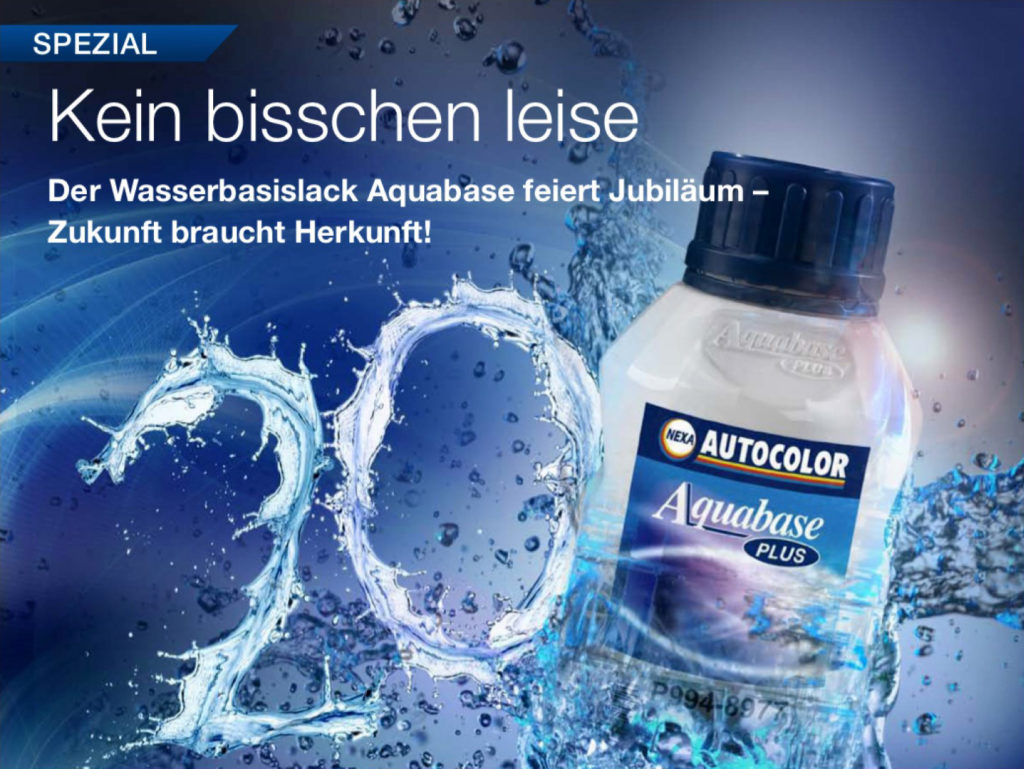 SPEZIAL
Kein bisschen leise
Der Wasserbasislack Aquabase feiert Jubiläum –
Zukunft braucht Herkunft!
20
Aquabase
PLUS
NEXA AUTOCOLOR
Aquabase
PLUS
P994-8977